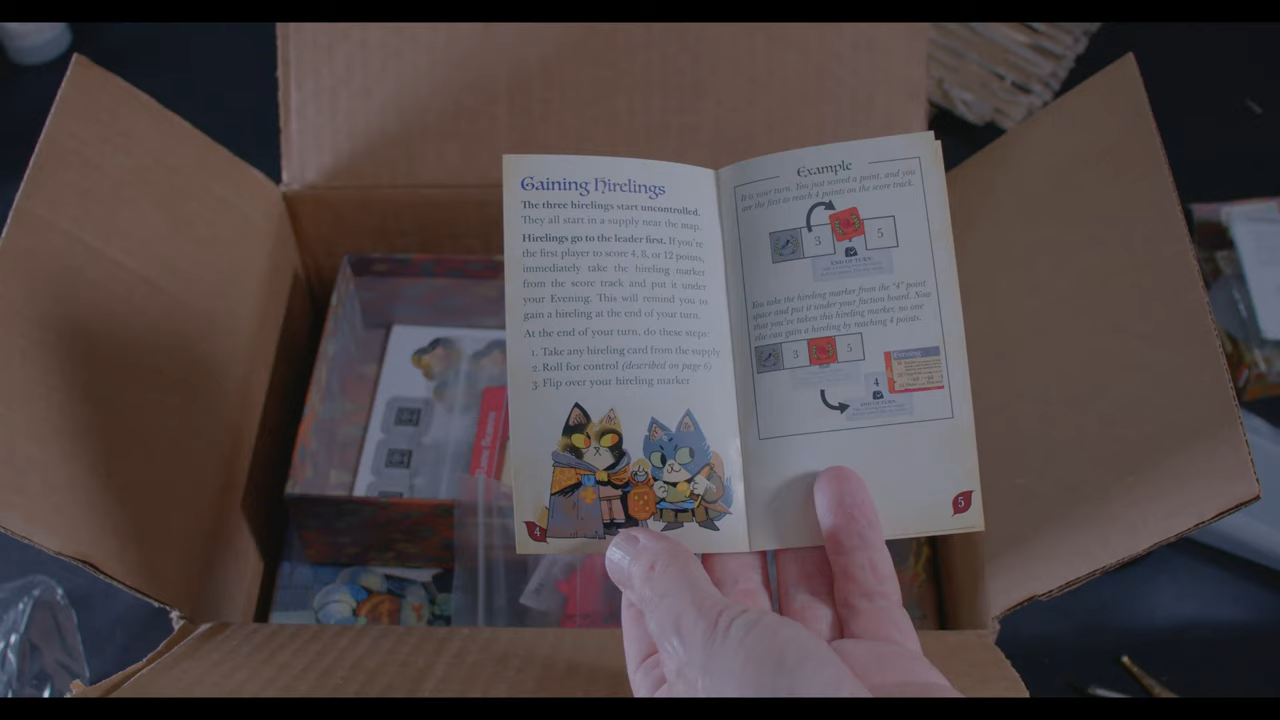 Gaining Hirelings
The three hirelings start uncontrolled.
They all start in a supply near the map.
Hirelings go to the leader first. If you're
the first player to score 4, 8, or 12 points,
immediately take the hireling marker
from the score track and put it under
your Evening. This will remind you to
gain a hireling at the end of your turn.
At the end of your turn, do these steps:
1. Take any hireling card from the supply
2. Roll for control (described on page 6)
3. Flip over your hireling marker
4
Example
It is your turn. You just scored a point, and you
are the first to reach 4 points on the score track.
3
5
END OF TURN
You take the hireling marker from the "4" point
space and put it under your faction board. Now
that you've taken this hireling marker, no one
else can gain a hireling by reaching 4 points.
3
5
Evening
4
END OF TURN
5